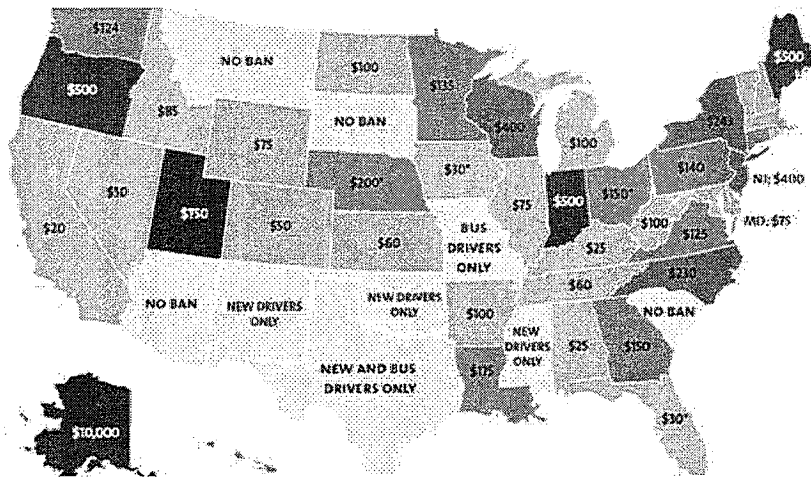 $124
NO BAN
$100
$135
$500
$500
$85
$75
NO BAN
$400
$100
$243
$50
$200*
$30*
$140
NJ: $400
$20
$750
$50
$60
BUS
DRIVERS
ONLY
$75
$500
$150*
$100
$125
MD: $75
$25
NO BAN
NEW DRIVERS
ONLY
NEW DRIVERS
ONLY
$60
$230
$100
NEW
DRIVERS
ONLY
$25
$150
NO BAN
NEW AND BUS
DRIVERS ONLY
$175
$30*
$10,000